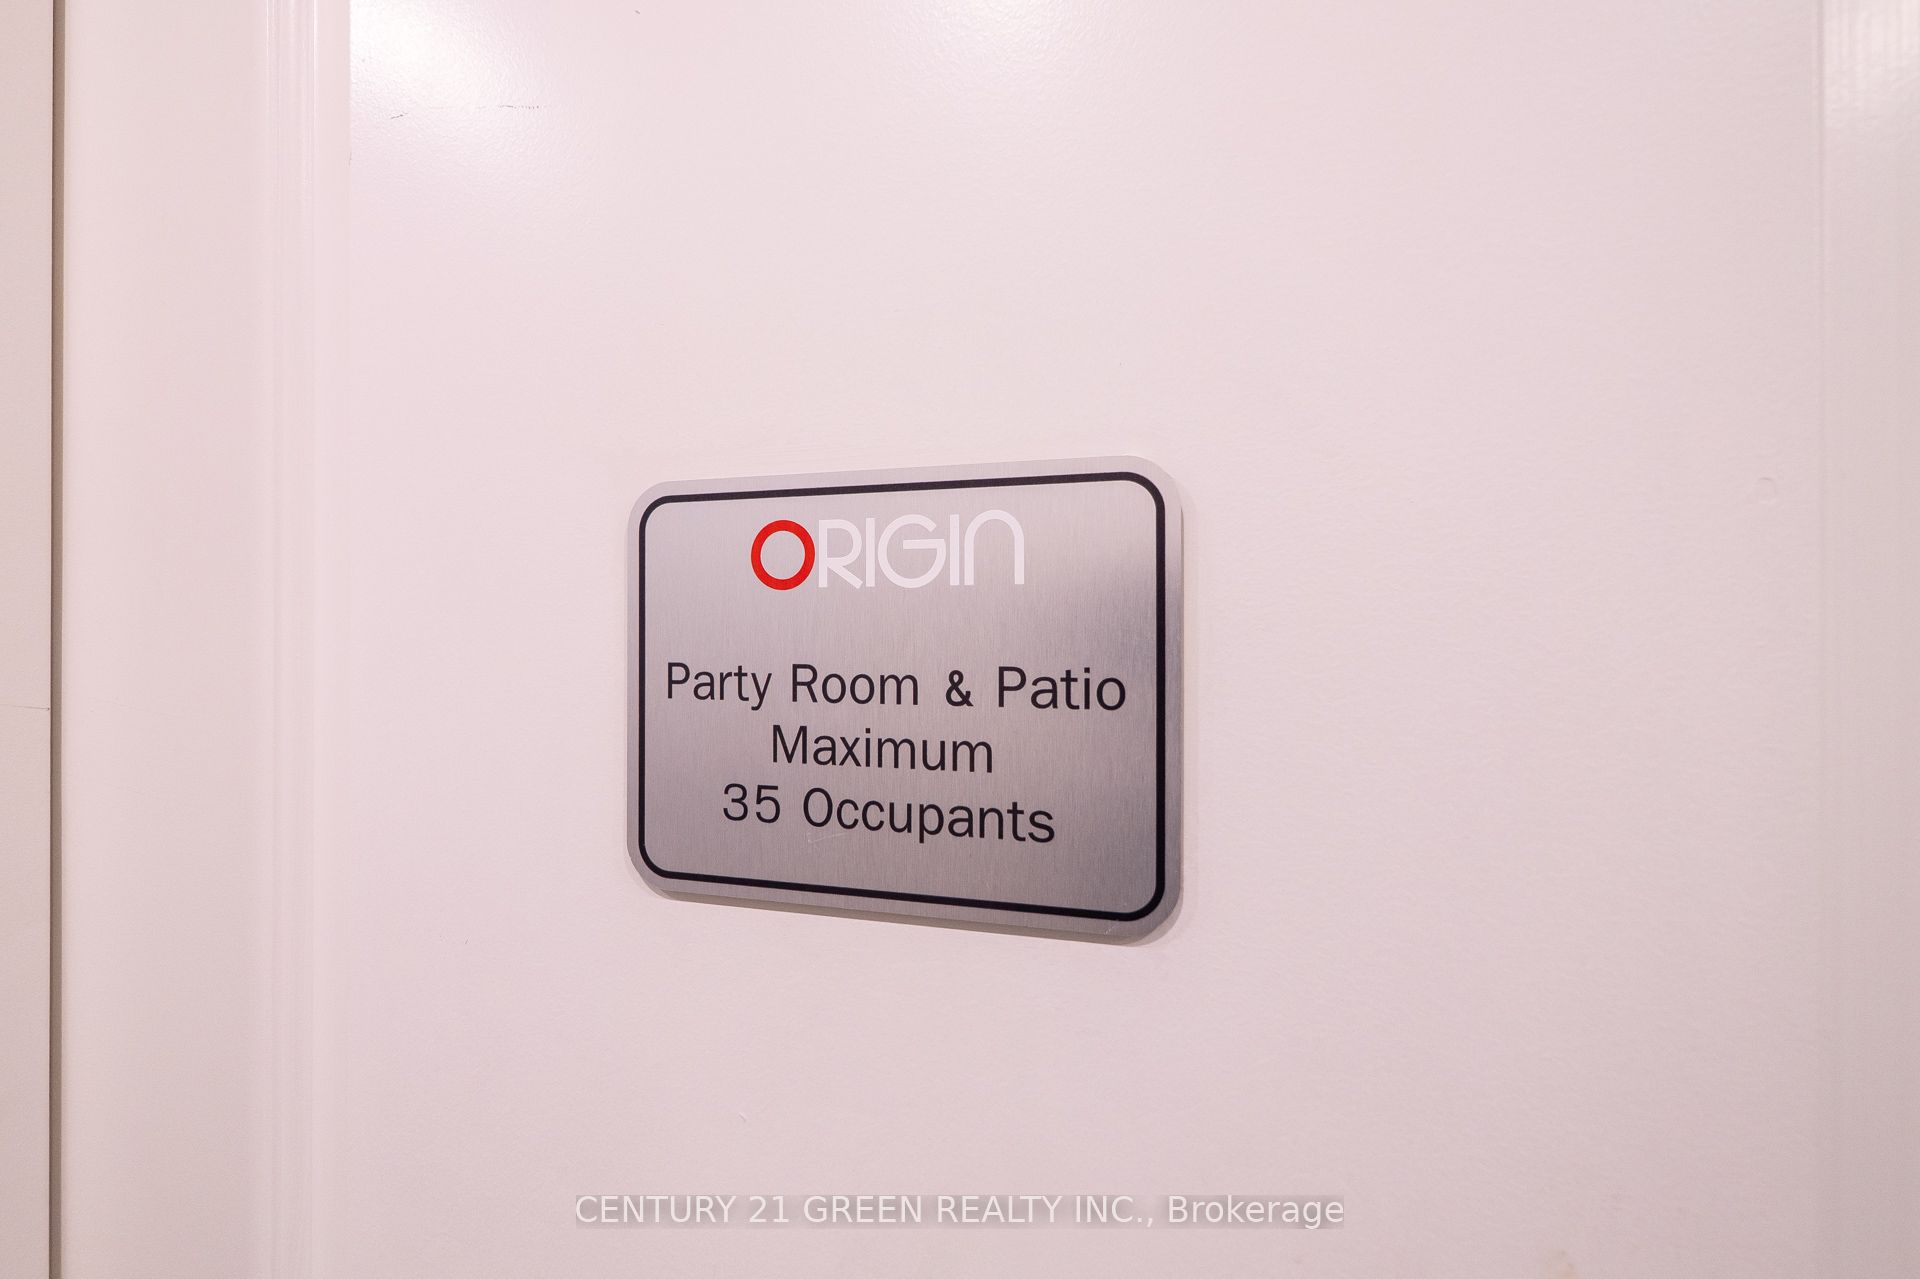 ORIGIN
Party Room & Patio
Maximum
35 Occupants
CENTURY 21 GREEN REALTY INC., Brokerage